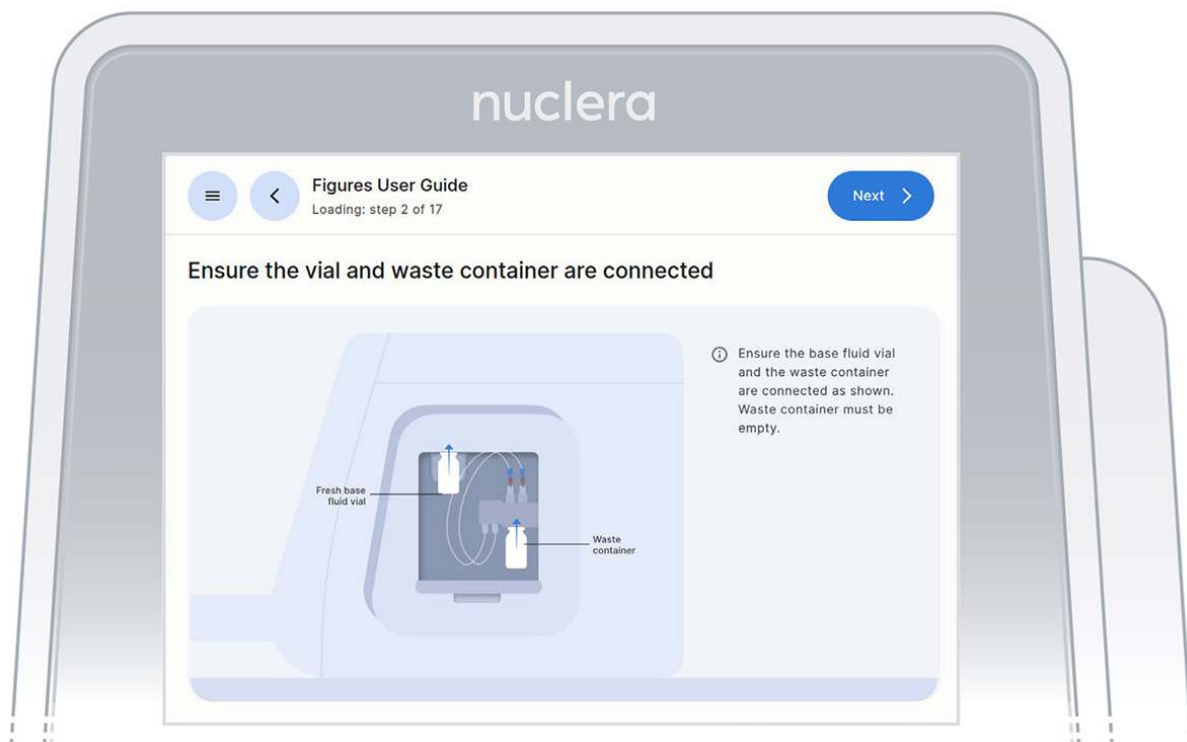 nuclera
Figures User Guide
Loading: step 2 of 17
Next
Ensure the vial and waste container are connected
Ensure the base fluid vial
and the waste container
are connected as shown.
Waste container must be
empty.
Fresh base
fluid vial
Waste
container